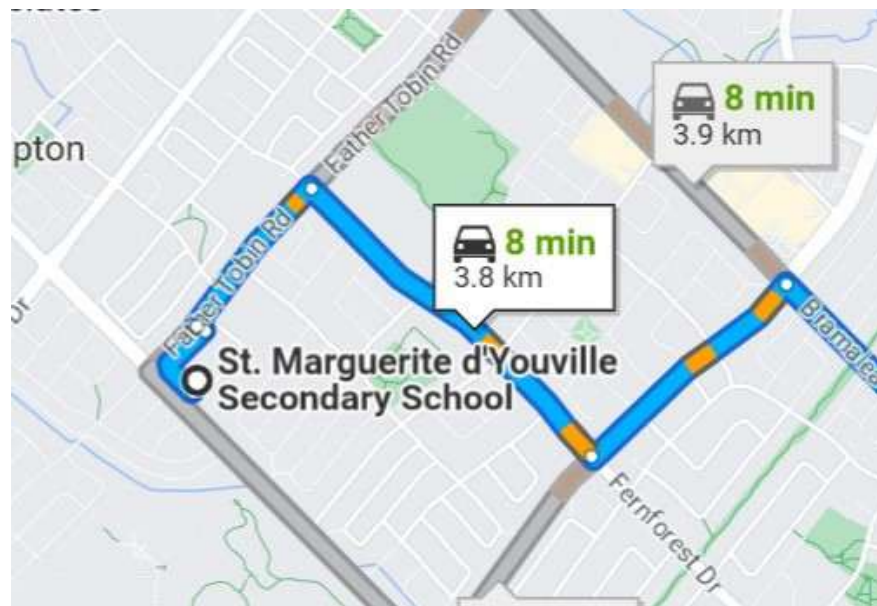 pton
Father Tobin Rd
8 min
3.9 km
Father Tobin Rd
8 min
3.8 km
Dr
Bramalea
St. Marguerite d'Youville
Secondary School
Fernforest Dr